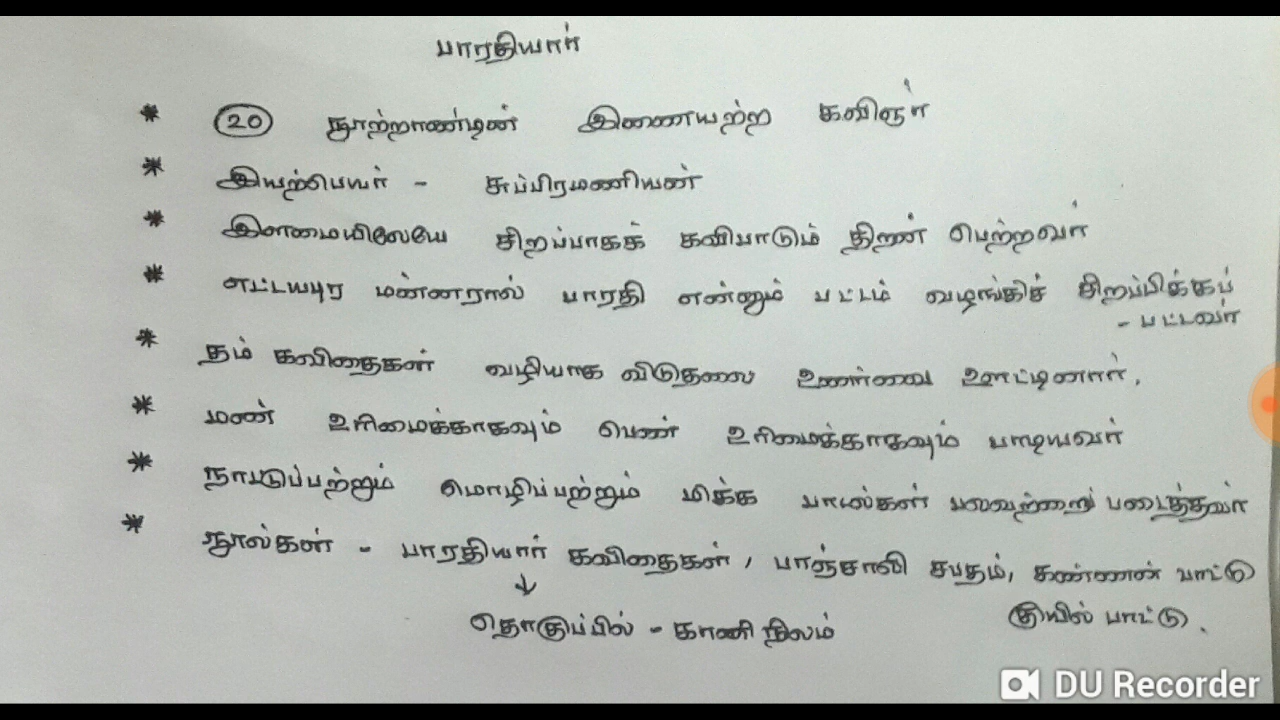 பாரதியார்
* 20 நூற்றாண்டின் இணையற்ற கவிஞர்
* இயற்பெயர் - சுப்பிரமணியன்
* இளமையிலேயே சிறப்பாகக் கவிபாடும் திறன் பெற்றவர்
* எட்டயபுர மன்னரால் பாரதி என்னும் பட்டம் வழங்கிச் சிறப்பிக்கப்
- பட்டவர்
* தம் கவிதைகள் வழியாக விடுதலை உணர்வை ஊட்டினார்.
* மண் உரிமைக்காகவும் பெண் உரிமைக்காகவும் பாடியவர்
* நாட்டுப்பற்றும் மொழிப்பற்றும் மிக்க பாடல்கள் பலவற்றை படைத்தவர்
* நூல்கள் - பாரதியார் கவிதைகள், பாஞ்சாலி சபதம், கண்ணன் பாட்டு
↓
தொகுப்பில் - காணி நிலம் குயில் பாட்டு.
DU Recorder